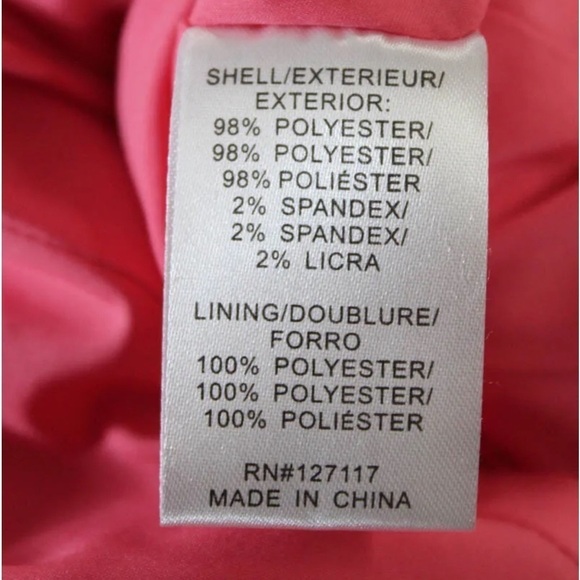 SHELL/EXTERIEUR/
EXTERIOR:
98% POLYESTER/
98% POLYESTER/
98% POLIÉSTER
2% SPANDEX/
2% SPANDEX/
2% LICRA
LINING/DOUBLURE/
FORRO
100% POLYESTER/
100% POLYESTER/
100% POLIÉSTER
RN#127117
MADE IN CHINA